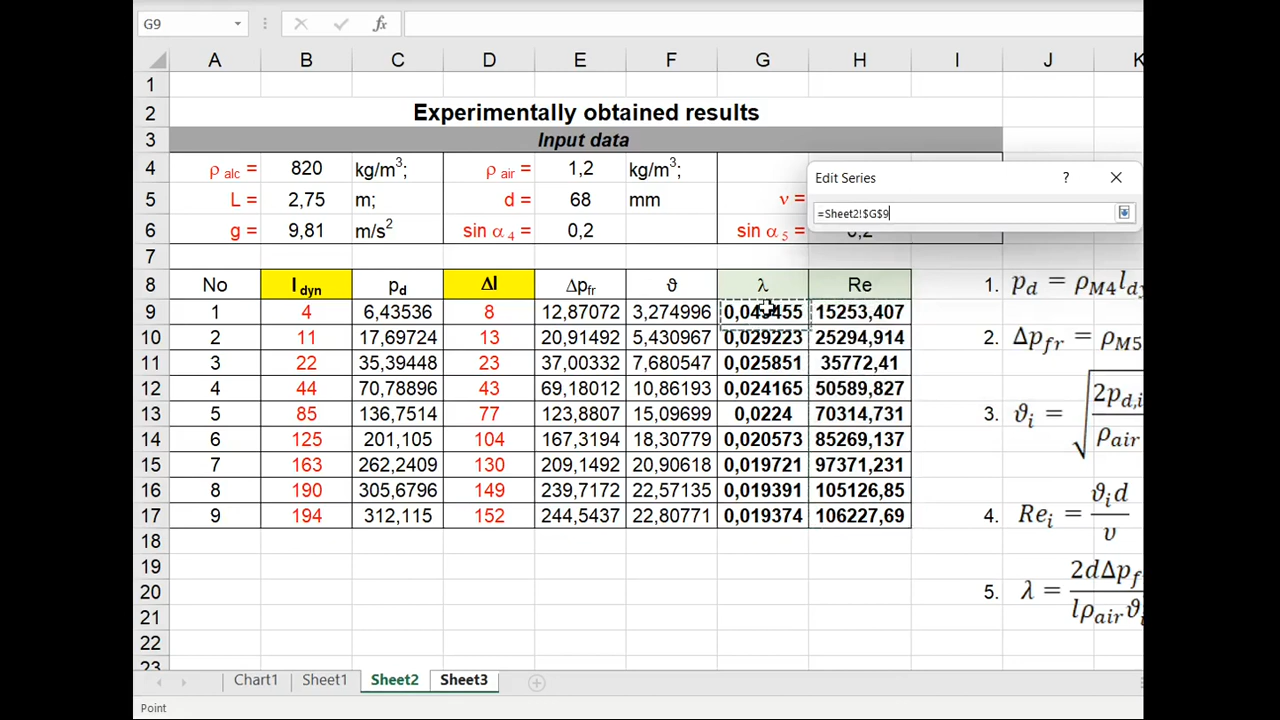 G9
fx
A B C D E F G H I J K
1
2 Experimentally obtained results
3 Input data
4 ρ alc = 820 kg/m3; ρ air = 1,2 kg/m3;
5 L = 2,75 m; d = 68 mm ν =
6 g = 9,81 m/s2 sin α 4 = 0,2 sin α 5 = 0,2
7
Edit Series ? ×
=Sheet2!$G$9
8 No l dyn pd Δl Δpfr ϑ λ Re
9 1 4 6,43536 8 12,87072 3,274996 15253,407
10 2 11 17,69724 13 20,91492 5,430967 0,029223 25294,914
11 3 22 35,39448 23 37,00332 7,680547 0,025851 35772,41
12 4 44 70,78896 43 69,18012 10,86193 0,024165 50589,827
13 5 85 136,7514 77 123,8807 15,09699 0,0224 70314,731
14 6 125 201,105 104 167,3194 18,30779 0,020573 85269,137
15 7 163 262,2409 130 209,1492 20,90618 0,019721 97371,231
16 8 190 305,6796 149 239,7172 22,57135 0,019391 105126,85
17 9 194 312,115 152 244,5437 22,80771 0,019374 106227,69
18
19
20
21
22
23
1. pd = ρM4 ldy
2. Δpfr = ρM5
3. ϑi = √2pd,i / ρair
4. Rei = ϑi d / υ
5. λ = 2dΔpf / lρairϑi
Chart1 Sheet1 Sheet2 Sheet3
Point